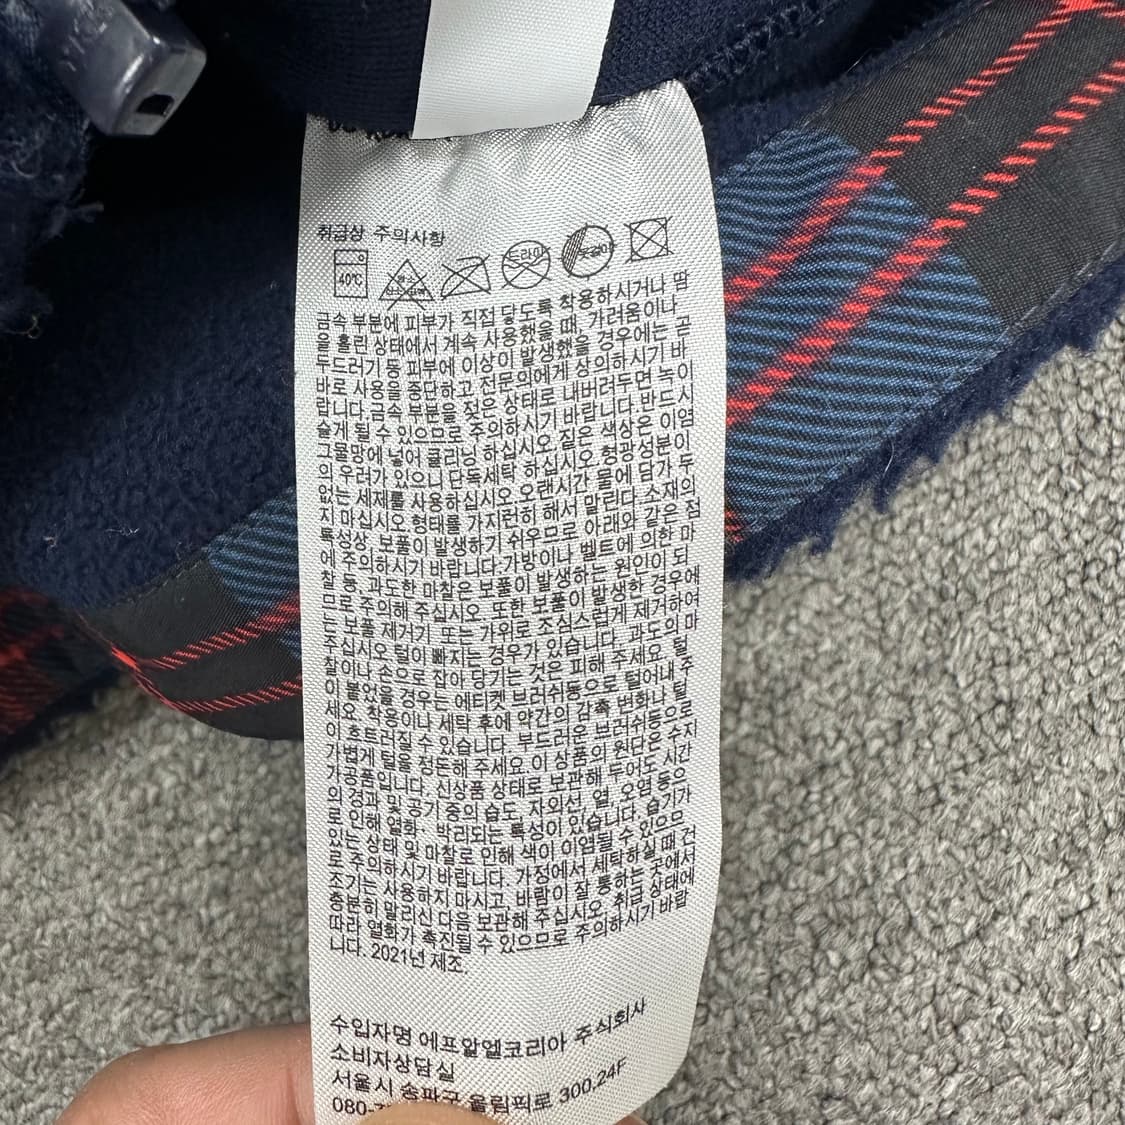 YKK
취급상 주의사항
40℃
드라이 드라이
금속 부분에 피부가 직접 닿도록 착용하시거나 땀
을 흘린 상태에서 계속 사용했을 때, 가려움이나
두드러기 등 피부에 이상이 발생했을 경우에는 곧
바로 사용을 중단하고,전문의에게 상의하시기 바
랍니다.금속 부분을 젖은 상태로 내버려두면 녹이
슬게 될 수 있으므로 주의하시기 바랍니다.반드시
그물망에 넣어 클리닝 하십시오.짙은 색상은 이염
의 우려가 있으니 단독세탁 하십시오.형광성분이
없는 세제를 사용하십시오.오랜시간 물에 담가 두
지 마십시오.형태를 가지런히 해서 말린다.소재의
특성상 보풀이 발생하기 쉬우므로 아래와 같은 점
에 주의하시기 바랍니다.가방이나 벨트에 의한 마
찰 등, 과도한 마찰은 보풀이 발생하는 원인이 되
므로 주의해 주십시오. 또한 보풀이 발생한 경우에
는 보풀 제거기 또는 가위로 조심스럽게 제거하여
주십시오.털이 빠지는 경우가 있습니다. 과도의 마
찰이나 손으로 잡아 당기는 것은 피해 주세요. 털
이 붙었을 경우는 에티켓 브러쉬등으로 털어내 주
세요. 착용이나 세탁 후에 약간의 감촉 변화나 털
이 흐트러질 수 있습니다. 부드러운 브러쉬등으로
가볍게 털을 정돈해 주세요.이 상품의 원단은 수지
가공품입니다. 신상품 상태로 보관해 두어도 시간
의 경과 및 공기 중의 습도, 자외선, 열, 오염 등으
로 인해 열화· 박리되는 특성이 있습니다. 습기가
있는 상태 및 마찰로 인해 색이 이염될 수 있으므
로 주의하시기 바랍니다. 가정에서 세탁하실 때 건
조기는 사용하지 마시고, 바람이 잘 통하는 곳에서
충분히 말리신 다음 보관해 주십시오. 취급 상태에
따라 열화가 촉진될 수 있으므로 주의하시기 바랍
니다. 2021년 제조.
수입자명 에프알엘코리아 주식회사
소비자상담실
서울시 송파구 올림픽로 300,24F
080-